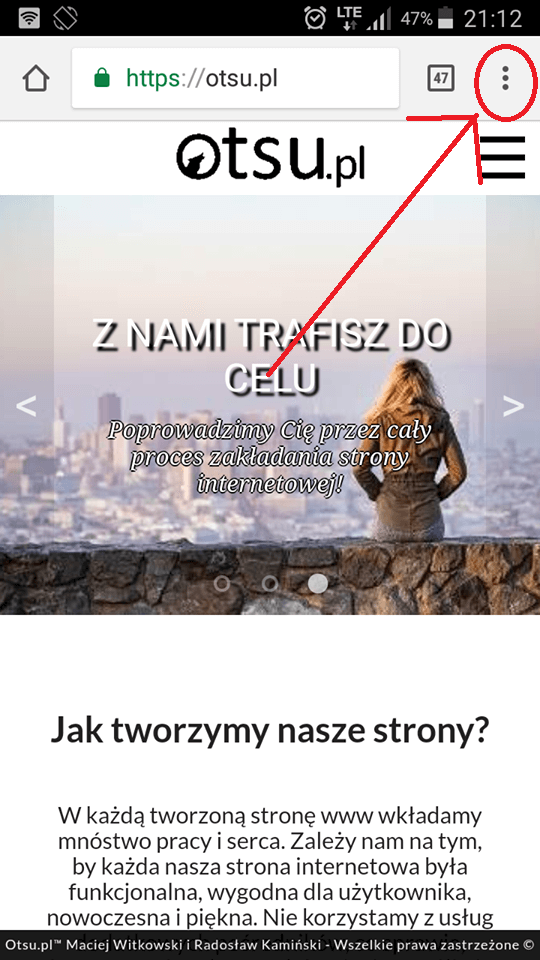 LTE 47% 21:12
https://otsu.pl 47
otsu.pl
Z NAMI TRAFISZ DO
CELU
< >
Poprowadzimy Cię przez cały
proces zakładania strony
internetowej!
Jak tworzymy nasze strony?
W każdą tworzoną stronę www wkładamy
mnóstwo pracy i serca. Zależy nam na tym,
by każda nasza strona internetowa była
funkcjonalna, wygodna dla użytkownika,
nowoczesna i piękna. Nie korzystamy z usług
Otsu.pl™ Maciej Witkowski i Radosław Kamiński - Wszelkie prawa zastrzeżone ©